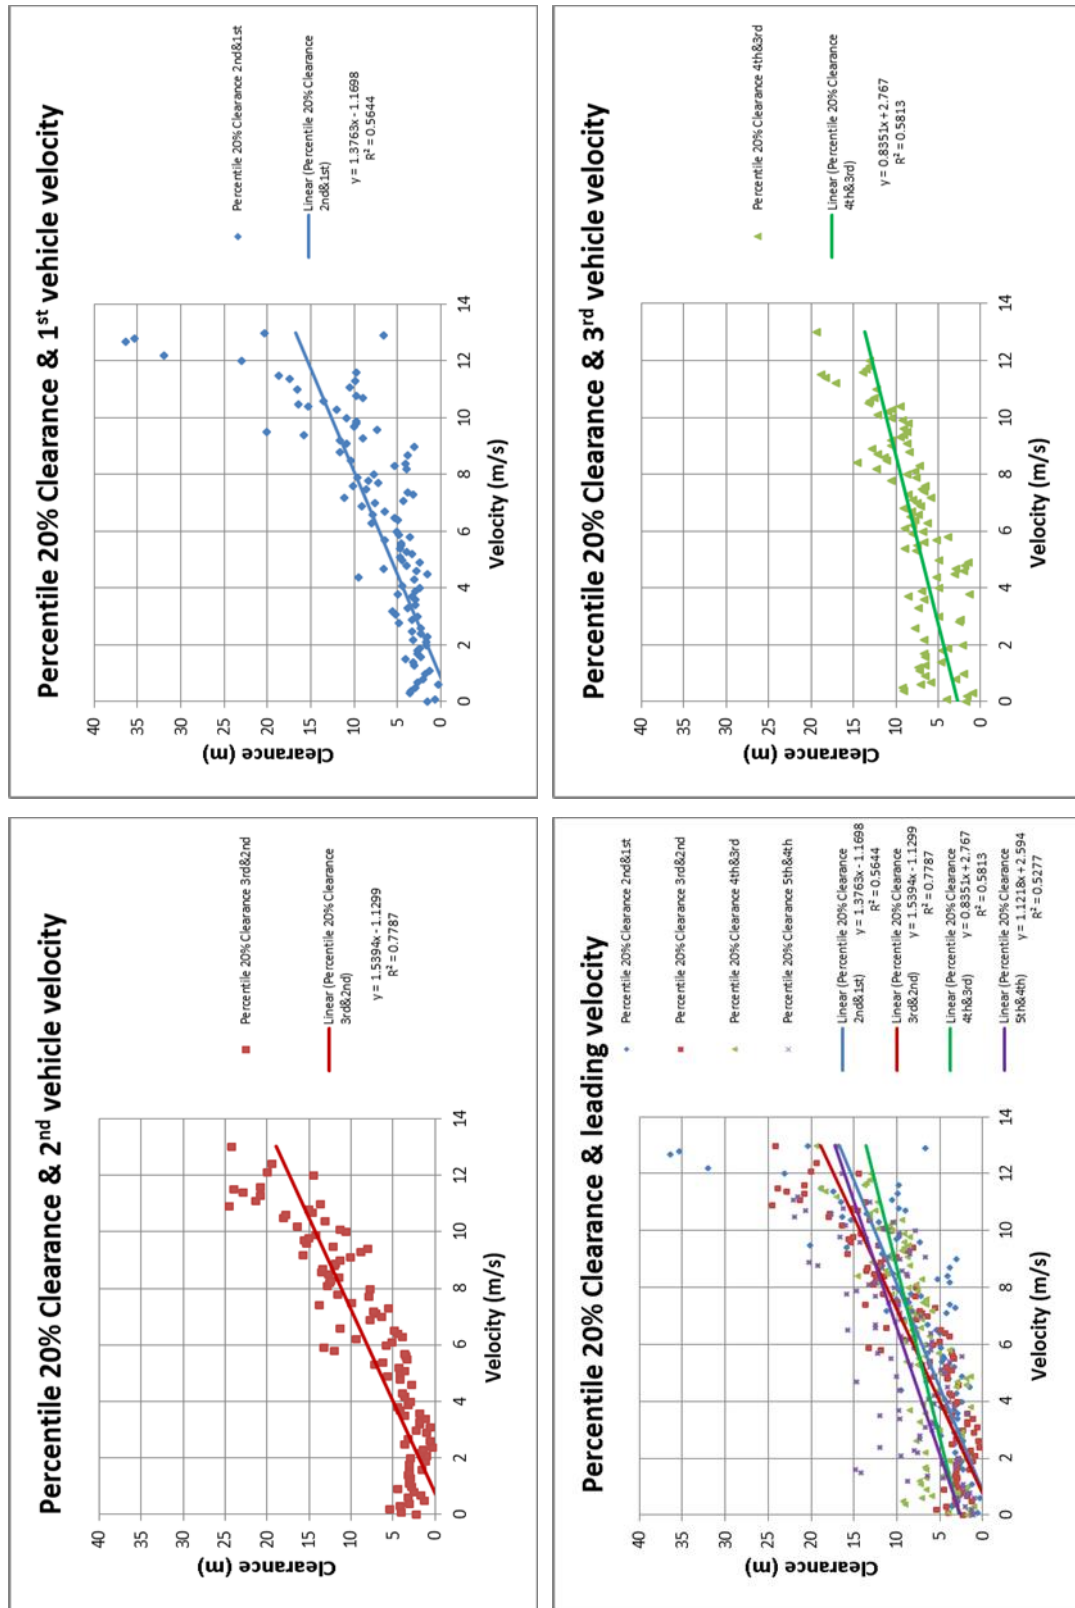 Percentile 20% Clearance & 2nd vehicle velocity
40
35
30
25
20
15
10
5
0
Clearance (m)
0 2 4 6 8 10 12 14
Velocity (m/s)
Percentile 20% Clearance 3rd&2nd
Linear (Percentile 20% Clearance
3rd&2nd)
y = 1.5394x - 1.1299
R² = 0.7787
Percentile 20% Clearance & 1st vehicle velocity
40
35
30
25
20
15
10
5
0
Clearance (m)
0 2 4 6 8 10 12 14
Velocity (m/s)
Percentile 20% Clearance 2nd&1st
Linear (Percentile 20% Clearance
2nd&1st)
y = 1.3763x - 1.1698
R² = 0.5644
Percentile 20% Clearance & leading velocity
40
35
30
25
20
15
10
5
0
Clearance (m)
0 2 4 6 8 10 12 14
Velocity (m/s)
Percentile 20% Clearance 2nd&1st
Percentile 20% Clearance 3rd&2nd
Percentile 20% Clearance 4th&3rd
Percentile 20% Clearance 5th&4th
Linear (Percentile 20% Clearance
2nd&1st)
y = 1.3763x - 1.1698
R² = 0.5644
Linear (Percentile 20% Clearance
3rd&2nd)
y = 1.5394x - 1.1299
R² = 0.7787
Linear (Percentile 20% Clearance
4th&3rd)
y = 0.8351x + 2.767
R² = 0.5813
Linear (Percentile 20% Clearance
5th&4th)
y = 1.1218x + 2.594
R² = 0.5277
Percentile 20% Clearance & 3rd vehicle velocity
40
35
30
25
20
15
10
5
0
Clearance (m)
0 2 4 6 8 10 12 14
Velocity (m/s)
Percentile 20% Clearance 4th&3rd
Linear (Percentile 20% Clearance
4th&3rd)
y = 0.8351x + 2.767
R² = 0.5813